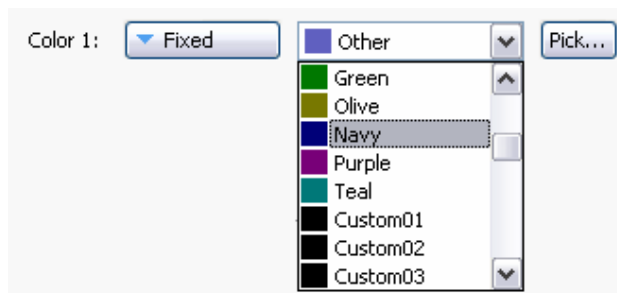 Color 1: Fixed Other Pick...
Green
Olive
Navy
Purple
Teal
Custom01
Custom02
Custom03